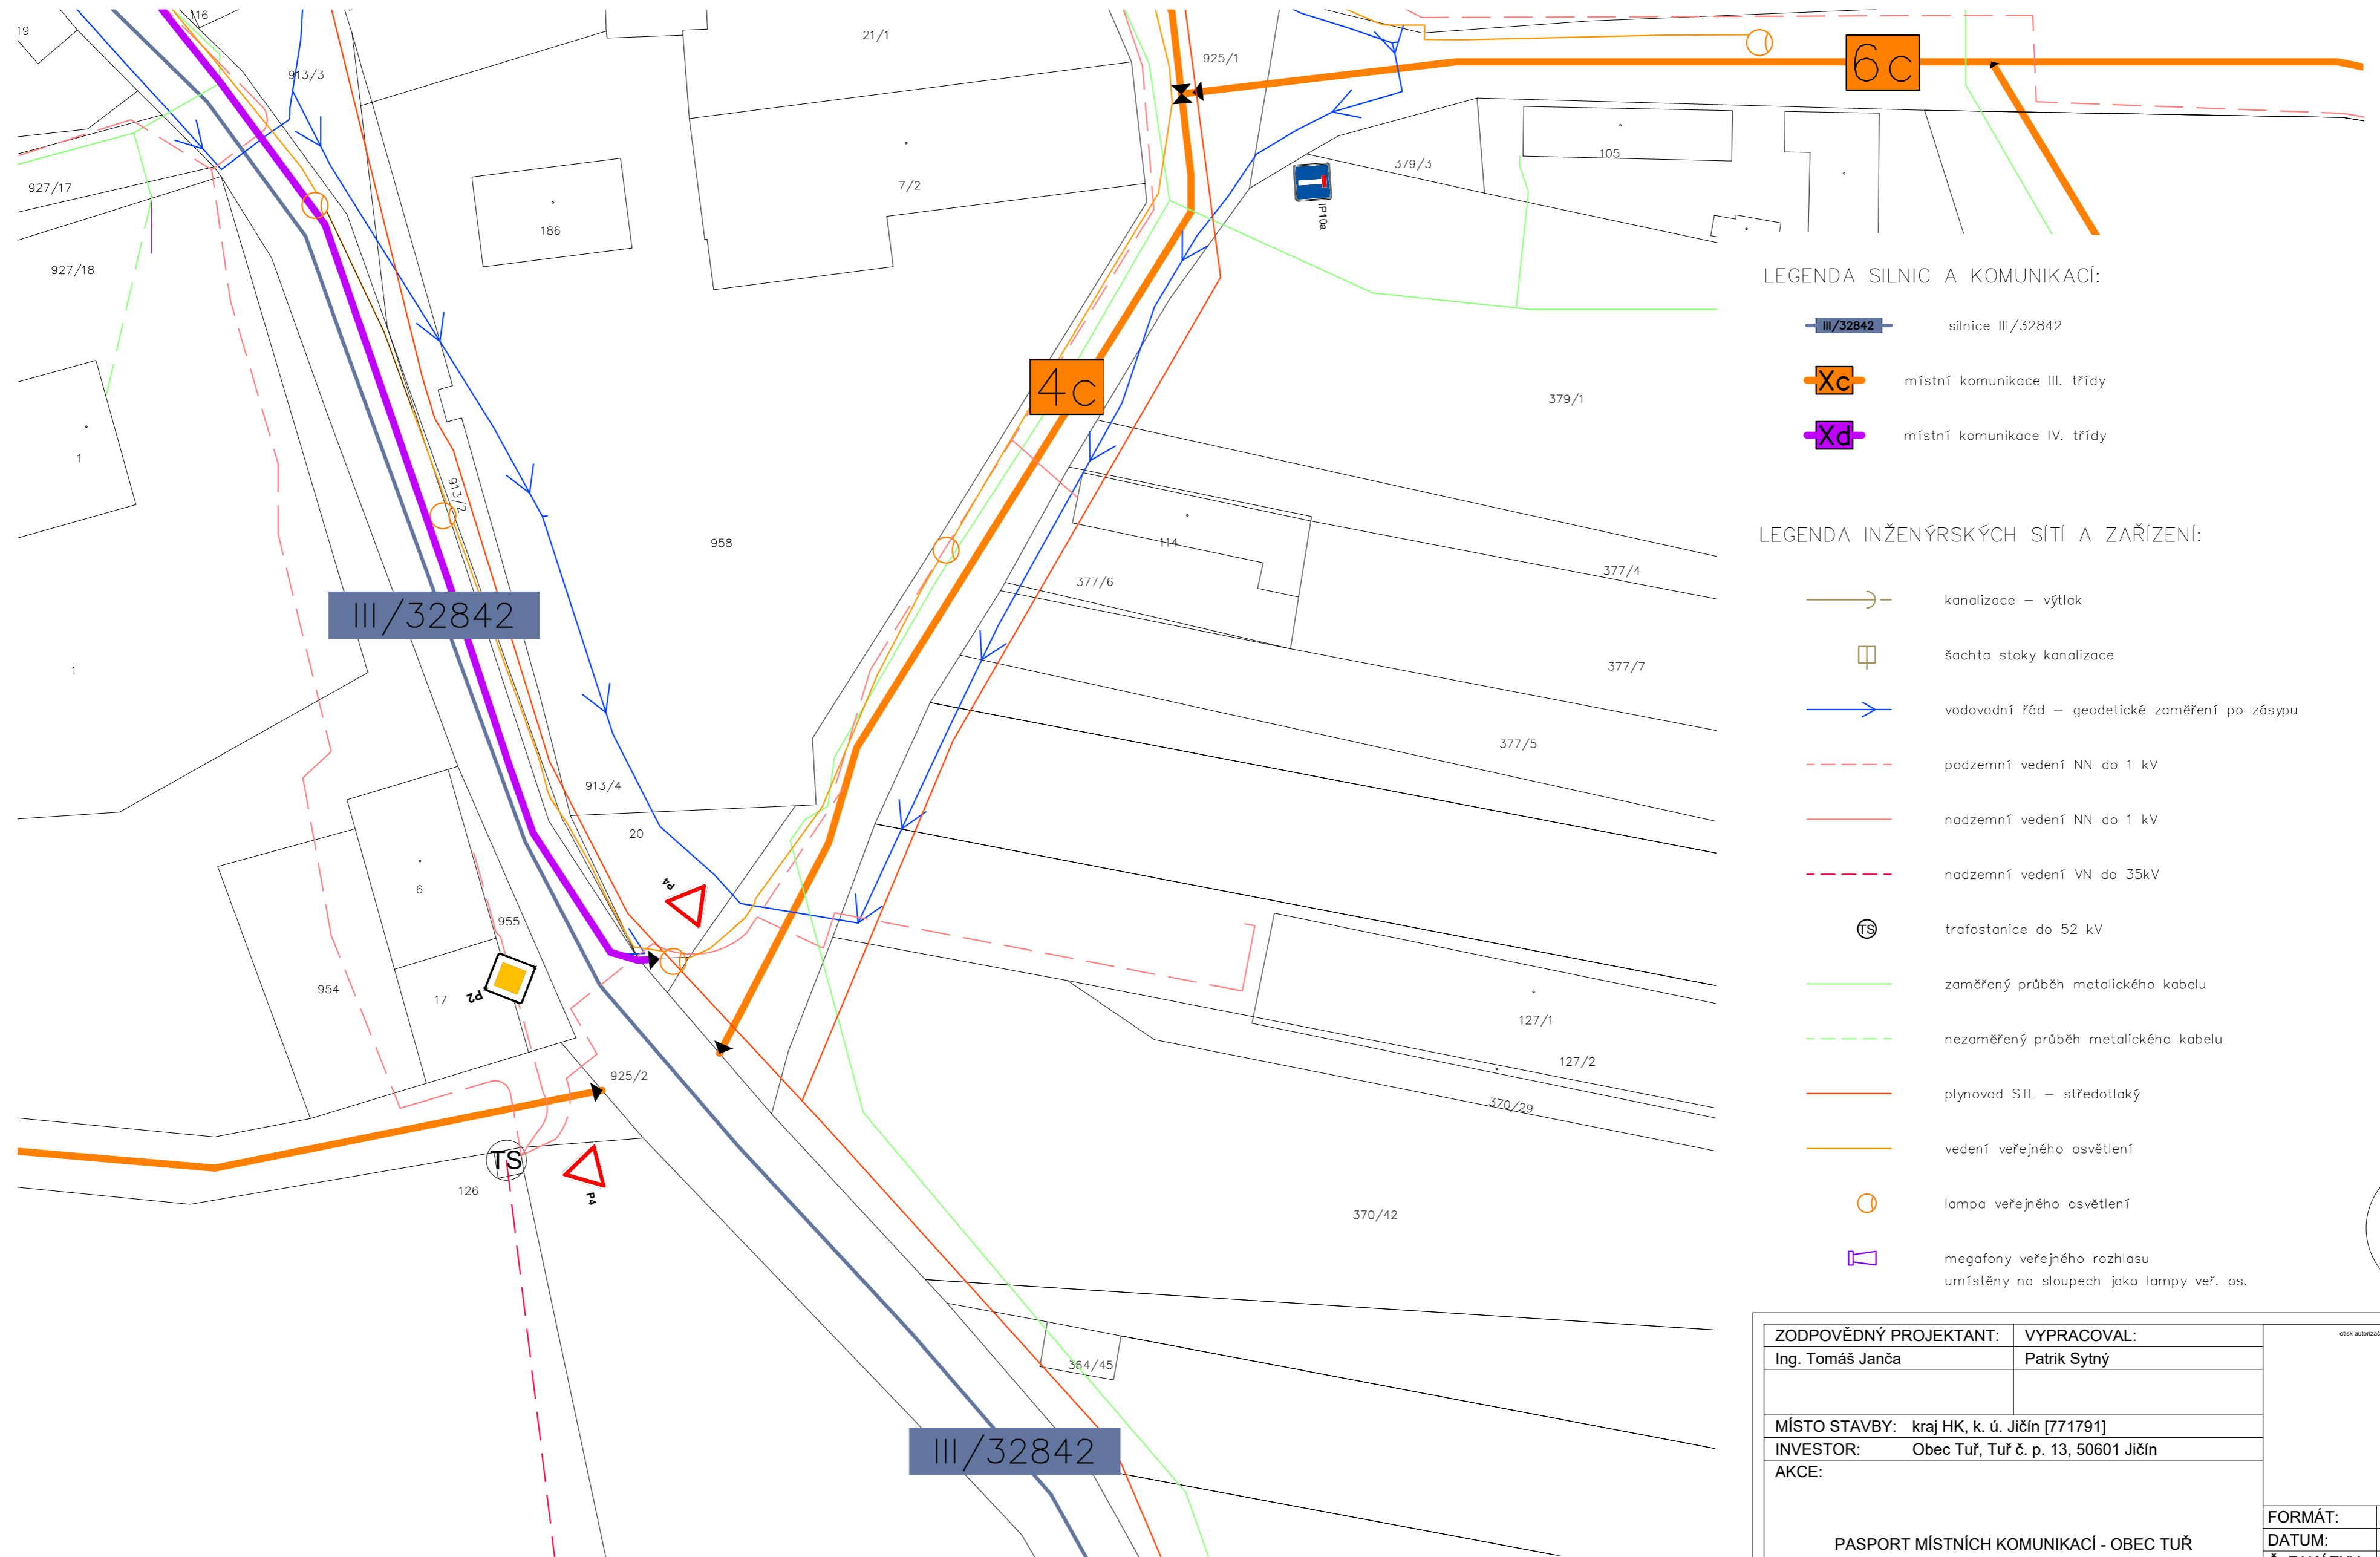 116
19
21/1
925/1
6c
913/3
379/3
105
927/17
7/2
IP10a
186
927/18
LEGENDA SILNIC A KOMUNIKACÍ:
III/32842
silnice III/32842
4c
Xc
místní komunikace III. třídy
379/1
Xd
místní komunikace IV. třídy
1
913/2
958
114
LEGENDA INŽENÝRSKÝCH SÍTÍ A ZAŘÍZENÍ:
377/4
377/6
III/32842
kanalizace – výtlak
šachta stoky kanalizace
1
377/7
vodovodní řád – geodetické zaměření po zásypu
377/5
podzemní vedení NN do 1 kV
913/4
20
nadzemní vedení NN do 1 kV
P4
6
nadzemní vedení VN do 35kV
955
TS
trafostanice do 52 kV
954
17
P2
zaměřený průběh metalického kabelu
127/1
nezaměřený průběh metalického kabelu
127/2
925/2
370/29
plynovod STL – středotlaký
TS
vedení veřejného osvětlení
126
P4
370/42
lampa veřejného osvětlení
megafony veřejného rozhlasu
umístěny na sloupech jako lampy veř. os.
364/45
III/32842
ZODPOVĚDNÝ PROJEKTANT:
VYPRACOVAL:
otisk autorizač
Ing. Tomáš Janča
Patrik Sytný
MÍSTO STAVBY: kraj HK, k. ú. Jičín [771791]
INVESTOR: Obec Tuř, Tuř č. p. 13, 50601 Jičín
AKCE:
FORMÁT:
PASPORT MÍSTNÍCH KOMUNIKACÍ - OBEC TUŘ
DATUM: